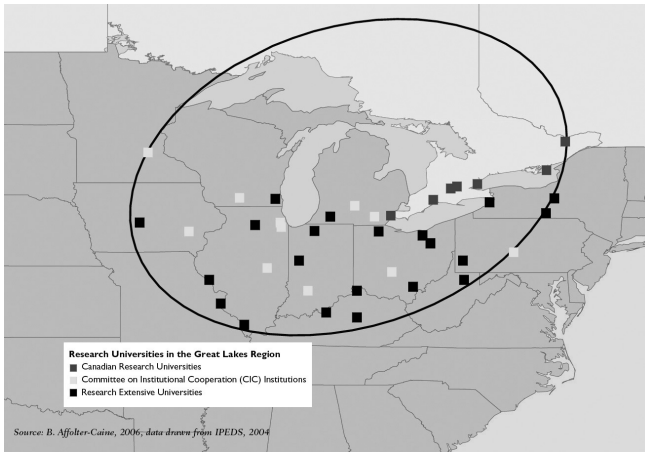 Research Universities in the Great Lakes Region
Canadian Research Universities
Committee on Institutional Cooperation (CIC) Institutions
Research Extensive Universities
Source: B. Affolter-Caine, 2006, data drawn from IPEDS, 2004